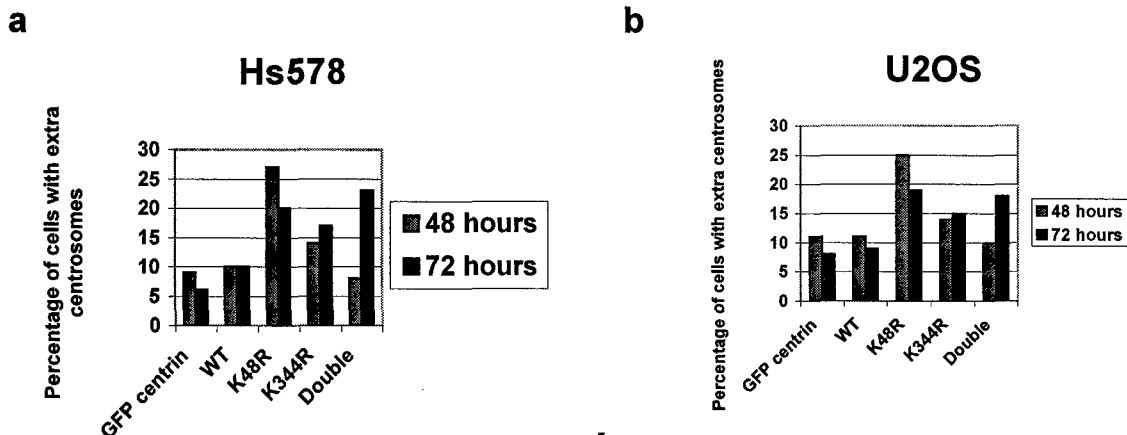 a
Hs578
Percentage of cells with extra
centrosomes
30
25
20
15
10
5
0
GFP centrin
WT
K48R
K344R
Double
48 hours
72 hours
b
U2OS
Percentage of cells with extra centrosomes
30
25
20
15
10
5
0
GFP centrin
WT
K48R
K344R
Double
48 hours
72 hours